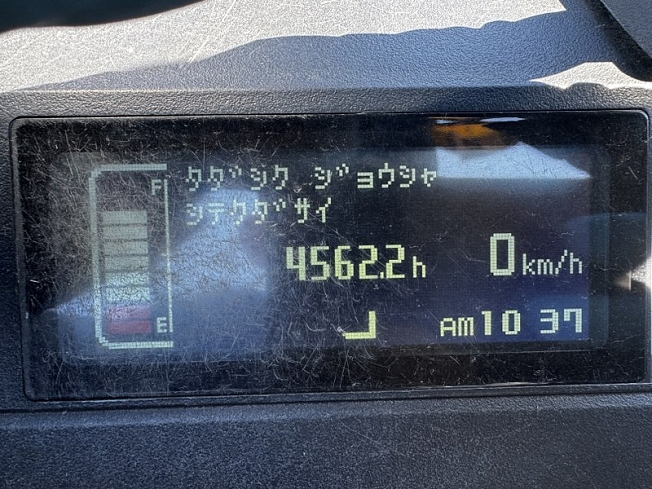 F
タダシク ジョウシャ
シテクダサイ
4562.2h
0km/h
E
AM10 37